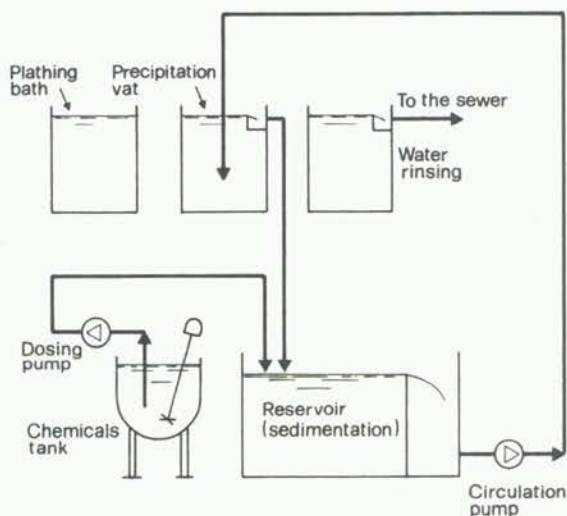 Plathing
bath
Precipitation
vat
To the sewer
Water
rinsing
Dosing
pump
Chemicals
tank
Reservoir
(sedimentation)
Circulation
pump